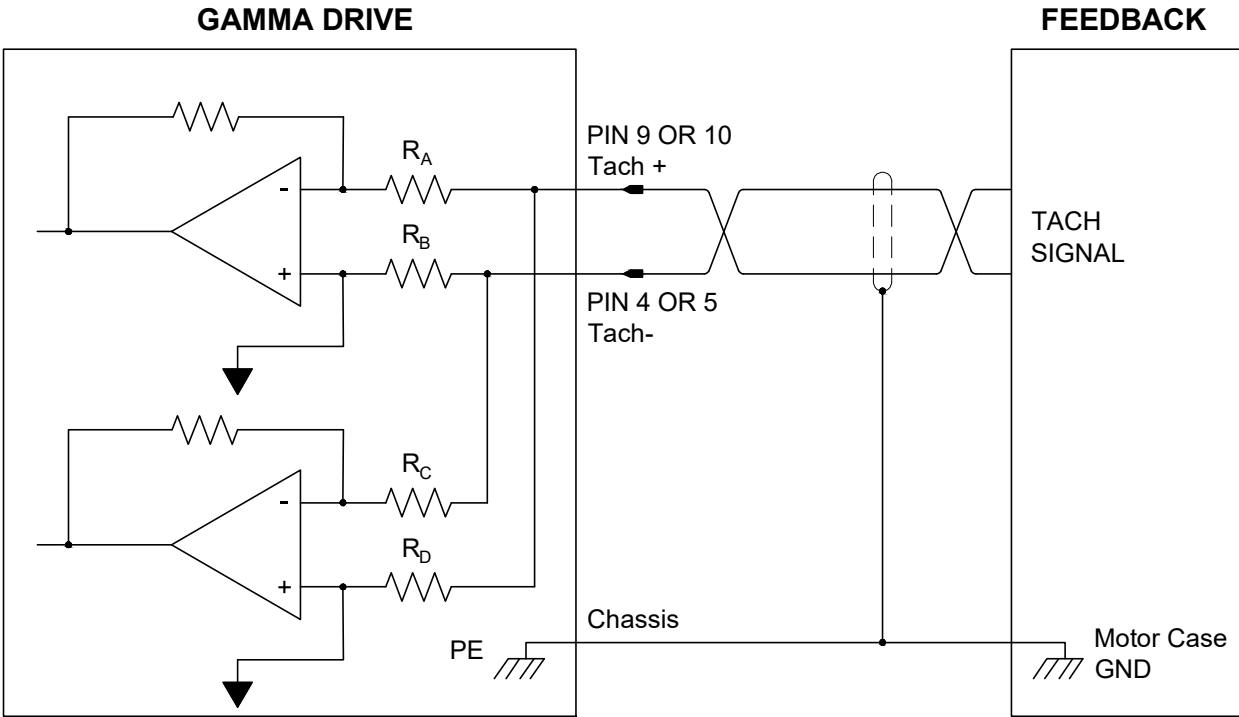 GAMMA DRIVE
FEEDBACK
PIN 9 OR 10
Tach +
RA
-
RB
+
PIN 4 OR 5
Tach-
TACH
SIGNAL
RC
-
RD
+
Chassis
PE
Motor Case
GND